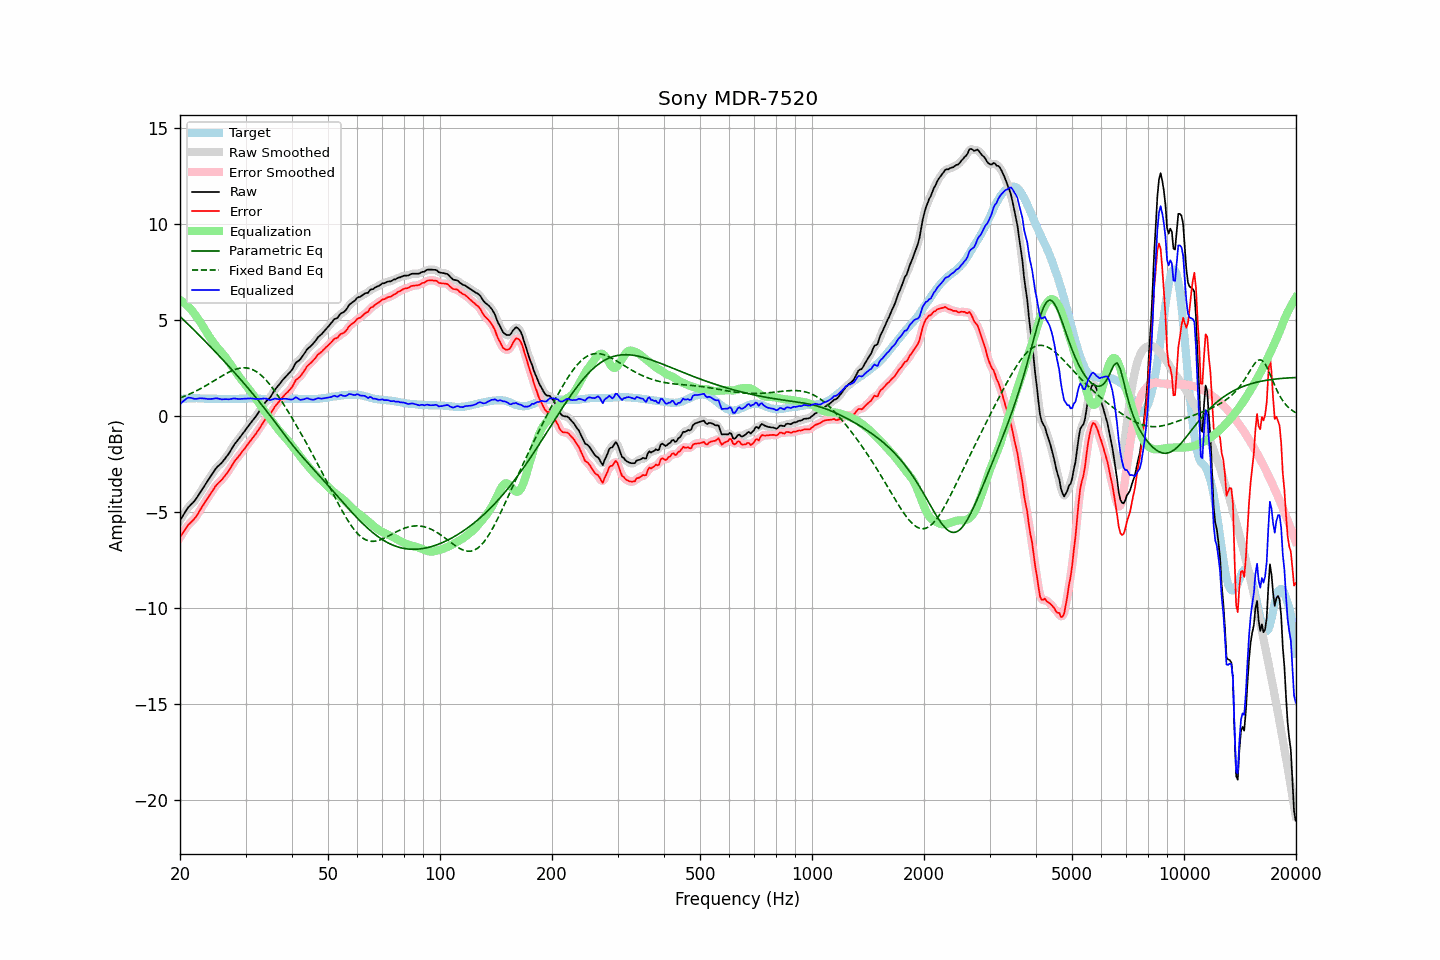 Sony MDR-7520
Target
Raw Smoothed
Error Smoothed
Raw
Error
Equalization
Parametric Eq
Fixed Band Eq
Equalized
15
10
5
0
−5
−10
−15
−20
Amplitude (dBr)
20 50 100 200 500 1000 2000 5000 10000 20000
Frequency (Hz)